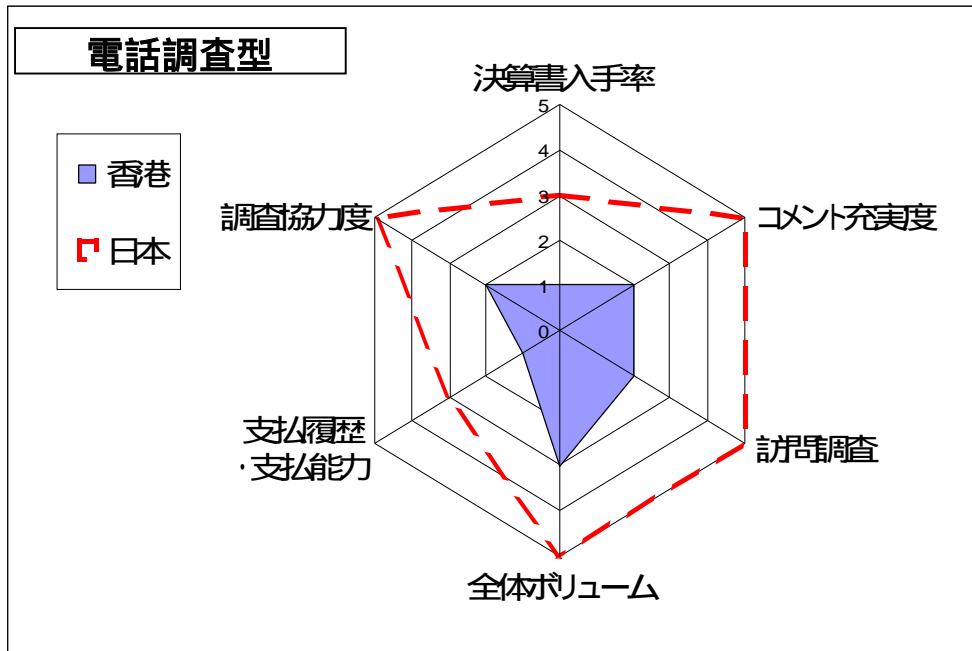 電話調査型
香港
日本
決算書入手率
5
4
3
2
1
0
コメント充実度
訪問調査
全体ボリューム
支払履歴
・支払能力
調査協力度